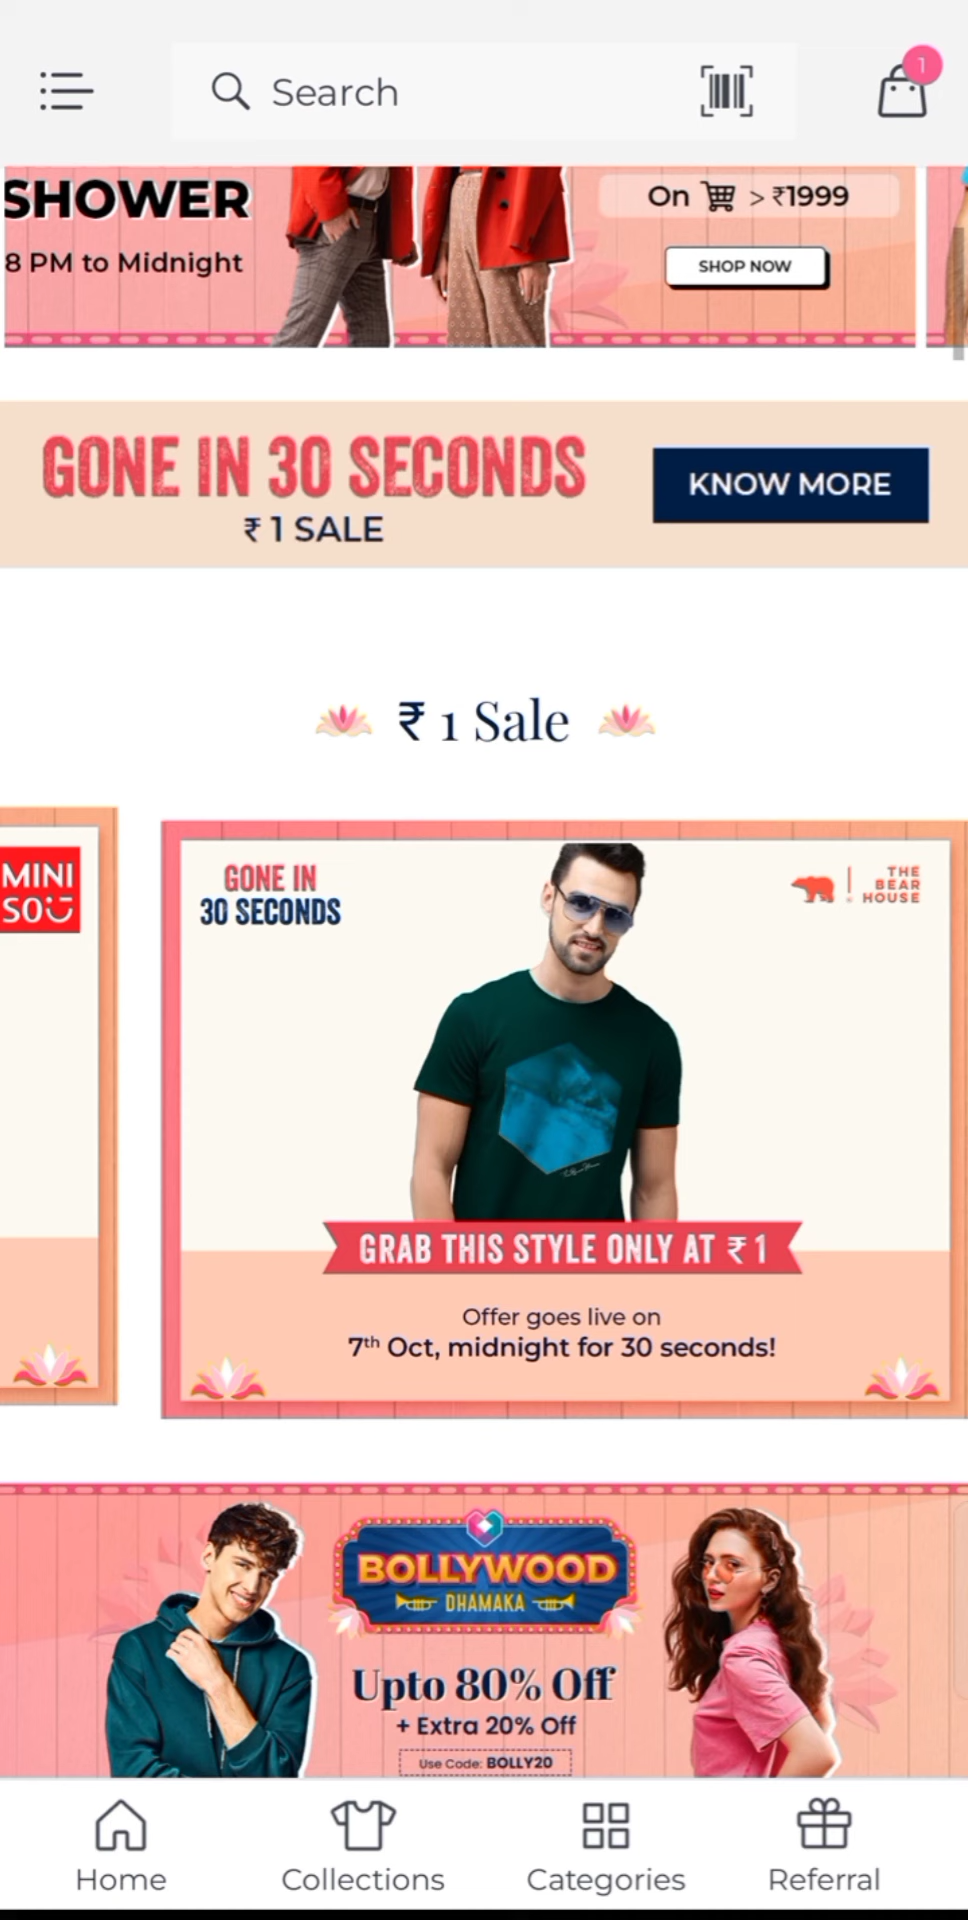 Search
1
SHOWER
8 PM to Midnight
On > ₹1999
SHOP NOW
GONE IN 30 SECONDS
₹ 1 SALE
KNOW MORE
₹ 1 Sale
MINI
SO
GONE IN
30 SECONDS
THE
BEAR
HOUSE
GRAB THIS STYLE ONLY AT ₹ 1
Offer goes live on
7th Oct, midnight for 30 seconds!
BOLLYWOOD
DHAMAKA
Upto 80% Off
+ Extra 20% Off
Use Code: BOLLY20
Home
Collections
Categories
Referral